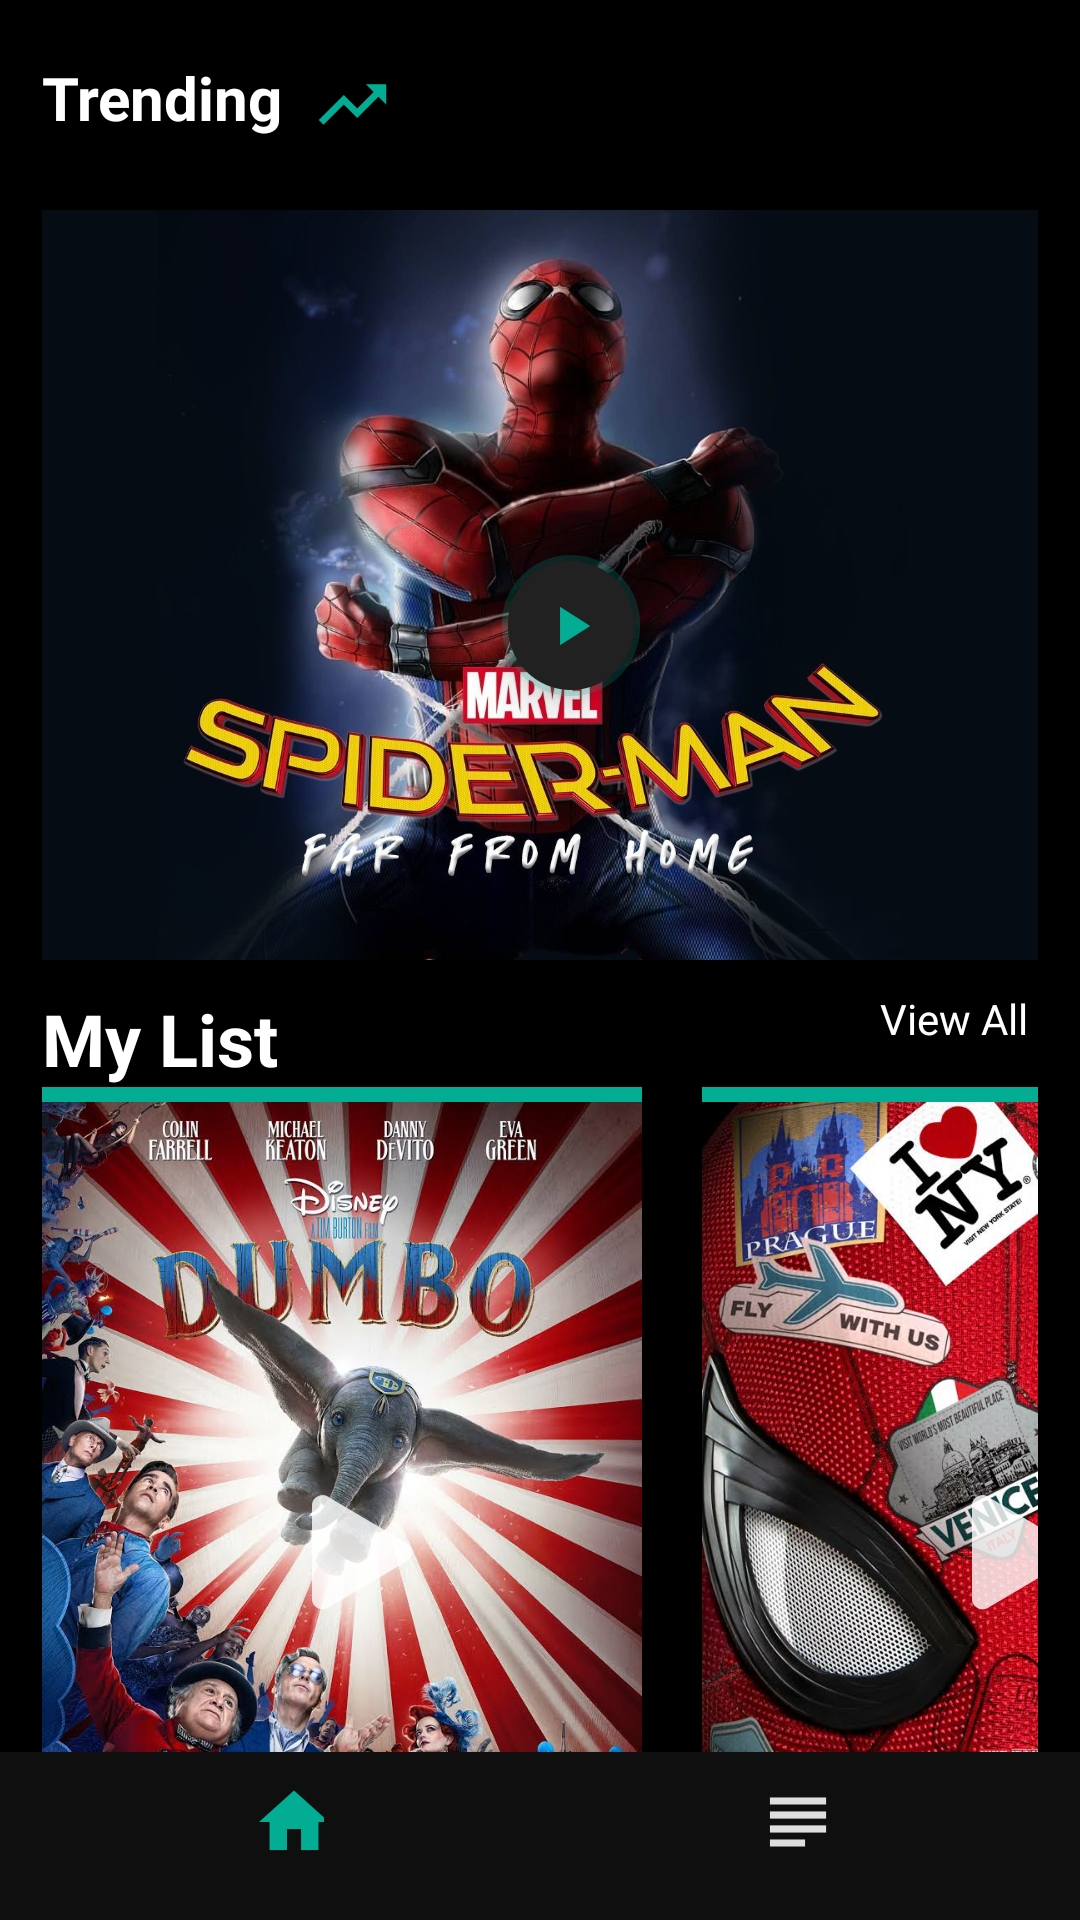 Trending
MARVEL
SPIDER-MAN
FAR FROM HOME
My List
View All
COLIN FARRELL
MICHAEL KEATON
DANNY DEVITO
EVA GREEN
Disney
A TIM BURTON FILM
DUMBO
PRAGUE
I NY
VISIT NEW YORK STATE!
FLY WITH US
VISIT WORLD'S MOST BEAUTIFUL PLACE
VENICE
ITALY